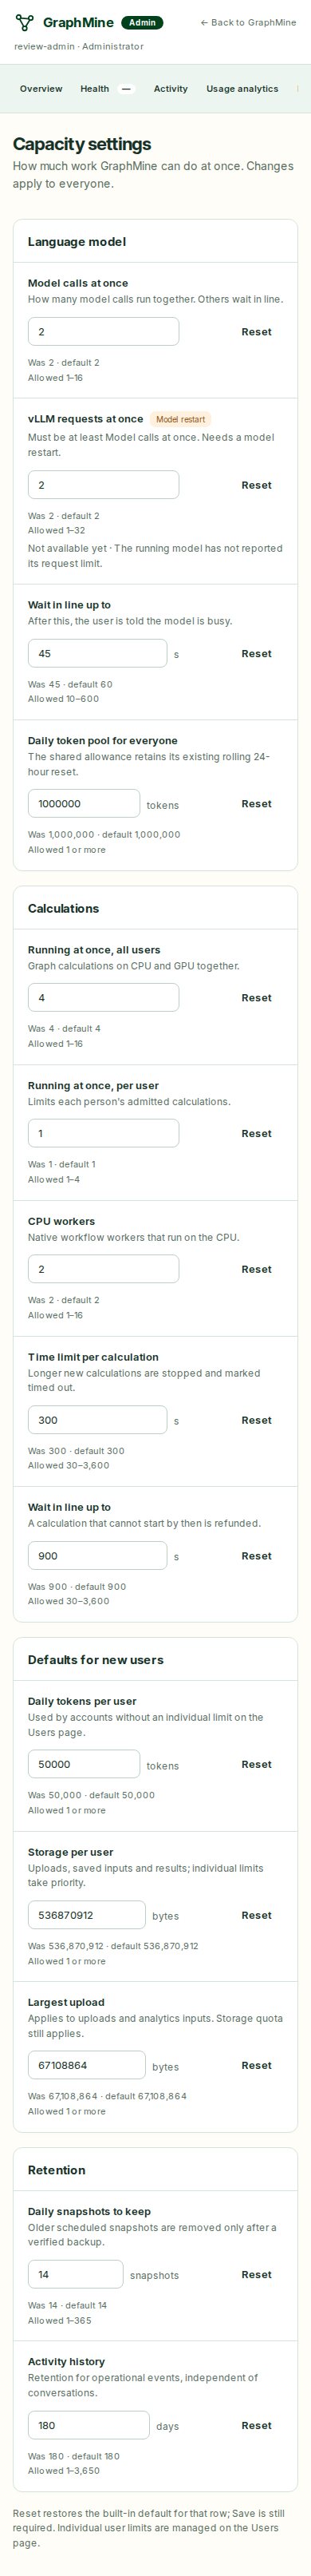 GraphMine Admin ← Back to GraphMine
review-admin · Administrator
Overview Health — Activity Usage analytics
Capacity settings
How much work GraphMine can do at once. Changes
apply to everyone.
Language model
Model calls at once
How many model calls run together. Others wait in line.
2 Reset
Was 2 · default 2
Allowed 1–16
vLLM requests at once Model restart
Must be at least Model calls at once. Needs a model
restart.
2 Reset
Was 2 · default 2
Allowed 1–32
Not available yet · The running model has not reported
its request limit.
Wait in line up to
After this, the user is told the model is busy.
45 s Reset
Was 45 · default 60
Allowed 10–600
Daily token pool for everyone
The shared allowance retains its existing rolling 24-
hour reset.
1000000 tokens Reset
Was 1,000,000 · default 1,000,000
Allowed 1 or more
Calculations
Running at once, all users
Graph calculations on CPU and GPU together.
4 Reset
Was 4 · default 4
Allowed 1–16
Running at once, per user
Limits each person's admitted calculations.
1 Reset
Was 1 · default 1
Allowed 1–4
CPU workers
Native workflow workers that run on the CPU.
2 Reset
Was 2 · default 2
Allowed 1–16
Time limit per calculation
Longer new calculations are stopped and marked
timed out.
300 s Reset
Was 300 · default 300
Allowed 30–3,600
Wait in line up to
A calculation that cannot start by then is refunded.
900 s Reset
Was 900 · default 900
Allowed 30–3,600
Defaults for new users
Daily tokens per user
Used by accounts without an individual limit on the
Users page.
50000 tokens Reset
Was 50,000 · default 50,000
Allowed 1 or more
Storage per user
Uploads, saved inputs and results; individual limits
take priority.
536870912 bytes Reset
Was 536,870,912 · default 536,870,912
Allowed 1 or more
Largest upload
Applies to uploads and analytics inputs. Storage quota
still applies.
67108864 bytes Reset
Was 67,108,864 · default 67,108,864
Allowed 1 or more
Retention
Daily snapshots to keep
Older scheduled snapshots are removed only after a
verified backup.
14 snapshots Reset
Was 14 · default 14
Allowed 1–365
Activity history
Retention for operational events, independent of
conversations.
180 days Reset
Was 180 · default 180
Allowed 1–3,650
Reset restores the built-in default for that row; Save is still
required. Individual user limits are managed on the Users
page.